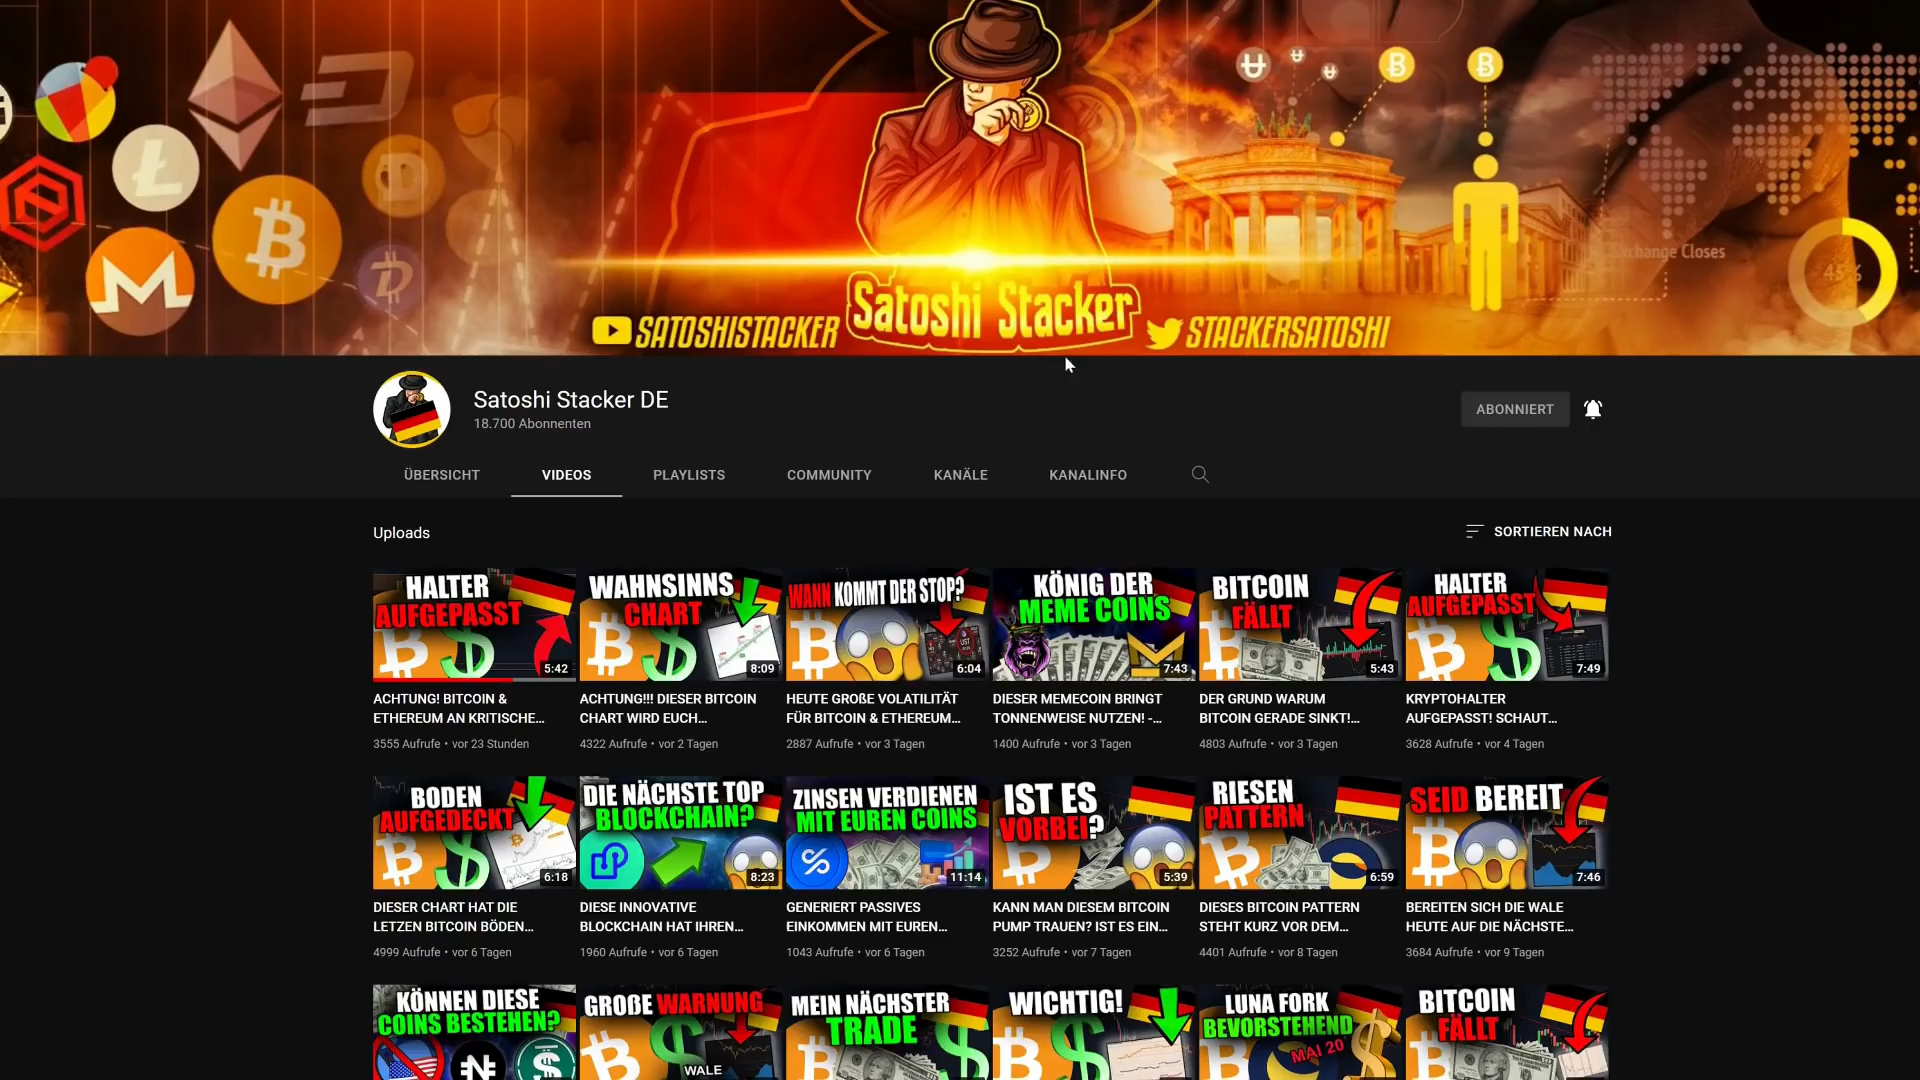 Exchange Closes
45%
Satoshi Stacker
SATOSHISTACKER
STACKERSATOSHI
Satoshi Stacker DE
18.700 Abonnenten
ABONNIERT
ÜBERSICHT
VIDEOS
PLAYLISTS
COMMUNITY
KANÄLE
KANALINFO
Uploads
SORTIEREN NACH
HALTER
AUFGEPASST
5:42
ACHTUNG! BITCOIN &
ETHEREUM AN KRITISCHE...
3555 Aufrufe • vor 23 Stunden
WAHNSINNS
CHART
8:09
ACHTUNG!!! DIESER BITCOIN
CHART WIRD EUCH...
4322 Aufrufe • vor 2 Tagen
WANN KOMMT DER STOP?
6:04
HEUTE GROßE VOLATILITÄT
FÜR BITCOIN & ETHEREUM...
2887 Aufrufe • vor 3 Tagen
KÖNIG DER
MEME COINS
7:43
DIESER MEMECOIN BRINGT
TONNENWEISE NUTZEN! -...
1400 Aufrufe • vor 3 Tagen
BITCOIN
FÄLLT
5:43
DER GRUND WARUM
BITCOIN GERADE SINKT!...
4803 Aufrufe • vor 3 Tagen
HALTER
AUFGEPASST
7:49
KRYPTOHALTER
AUFGEPASST! SCHAUT...
3628 Aufrufe • vor 4 Tagen
BODEN
AUFGEDECKT
6:18
DIESER CHART HAT DIE
LETZEN BITCOIN BÖDEN...
4999 Aufrufe • vor 6 Tagen
DIE NÄCHSTE TOP
BLOCKCHAIN?
8:23
DIESE INNOVATIVE
BLOCKCHAIN HAT IHREN...
1960 Aufrufe • vor 6 Tagen
ZINSEN VERDIENEN
MIT EUREN COINS
11:14
GENERIERT PASSIVES
EINKOMMEN MIT EUREN...
1043 Aufrufe • vor 6 Tagen
IST ES
VORBEI?
5:39
KANN MAN DIESEM BITCOIN
PUMP TRAUEN? IST ES EIN...
3252 Aufrufe • vor 7 Tagen
RIESEN
PATTERN
6:59
DIESES BITCOIN PATTERN
STEHT KURZ VOR DEM...
4401 Aufrufe • vor 8 Tagen
SEID BEREIT
7:46
BEREITEN SICH DIE WALE
HEUTE AUF DIE NÄCHSTE...
3684 Aufrufe • vor 9 Tagen
KÖNNEN DIESE
COINS BESTEHEN?
GROßE WARNUNG
WALE
MEIN NÄCHSTER
TRADE
WICHTIG!
LUNA FORK
BEVORSTEHEND
MAI 20
BITCOIN
FÄLLT